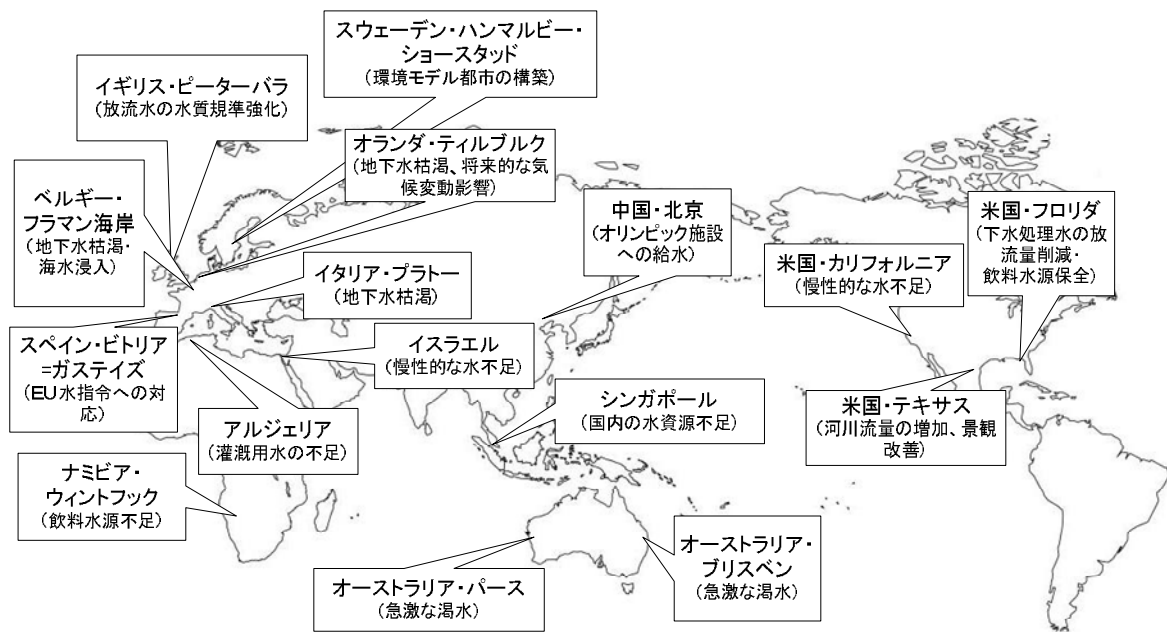 スウェーデン・ハンマルビー・
ショースタッド
(環境モデル都市の構築)
イギリス・ピーターバラ
(放流水の水質規準強化)
オランダ・ティルブルク
(地下水枯渇、将来的な気
候変動影響)
ベルギー・
フラマン海岸
(地下水枯渇・
海水浸入)
中国・北京
(オリンピック施設
への給水)
米国・フロリダ
(下水処理水の放
流量削減・
飲料水源保全)
米国・カリフォルニア
(慢性的な水不足)
イタリア・プラトー
(地下水枯渇)
スペイン・ビトリア
=ガステイズ
(EU水指令への対
応)
イスラエル
(慢性的な水不足)
シンガポール
(国内の水資源不足)
米国・テキサス
(河川流量の増加、景観
改善)
アルジェリア
(灌漑用水の不足)
ナミビア・
ウィントフック
(飲料水源不足)
オーストラリア・
ブリスベン
(急激な渇水)
オーストラリア・パース
(急激な渇水)